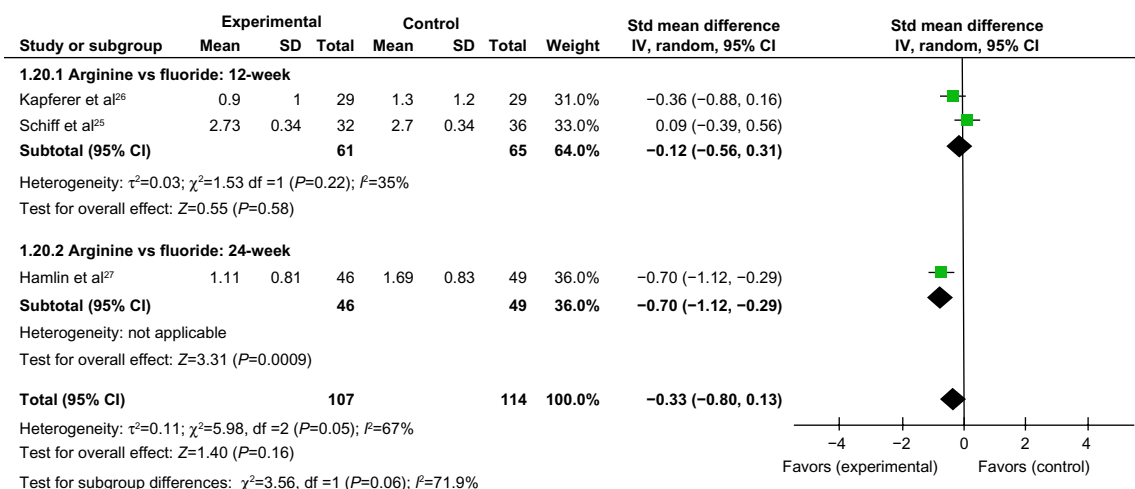 Experimental Control Std mean difference Std mean difference
Study or subgroup Mean SD Total Mean SD Total Weight IV, random, 95% CI IV, random, 95% CI
1.20.1 Arginine vs fluoride: 12-week
Kapferer et al²⁶ 0.9 1 29 1.3 1.2 29 31.0% −0.36 (−0.88, 0.16)
Schiff et al²⁵ 2.73 0.34 32 2.7 0.34 36 33.0% 0.09 (−0.39, 0.56)
Subtotal (95% CI) 61 65 64.0% −0.12 (−0.56, 0.31)
Heterogeneity: τ²=0.03; χ²=1.53 df =1 (P=0.22); I²=35%
Test for overall effect: Z=0.55 (P=0.58)
1.20.2 Arginine vs fluoride: 24-week
Hamlin et al²⁷ 1.11 0.81 46 1.69 0.83 49 36.0% −0.70 (−1.12, −0.29)
Subtotal (95% CI) 46 49 36.0% −0.70 (−1.12, −0.29)
Heterogeneity: not applicable
Test for overall effect: Z=3.31 (P=0.0009)
Total (95% CI) 107 114 100.0% −0.33 (−0.80, 0.13)
Heterogeneity: τ²=0.11; χ²=5.98, df =2 (P=0.05); I²=67%
Test for overall effect: Z=1.40 (P=0.16)
Test for subgroup differences: χ²=3.56, df =1 (P=0.06); I²=71.9%
−4 −2 0 2 4
Favors (experimental) Favors (control)